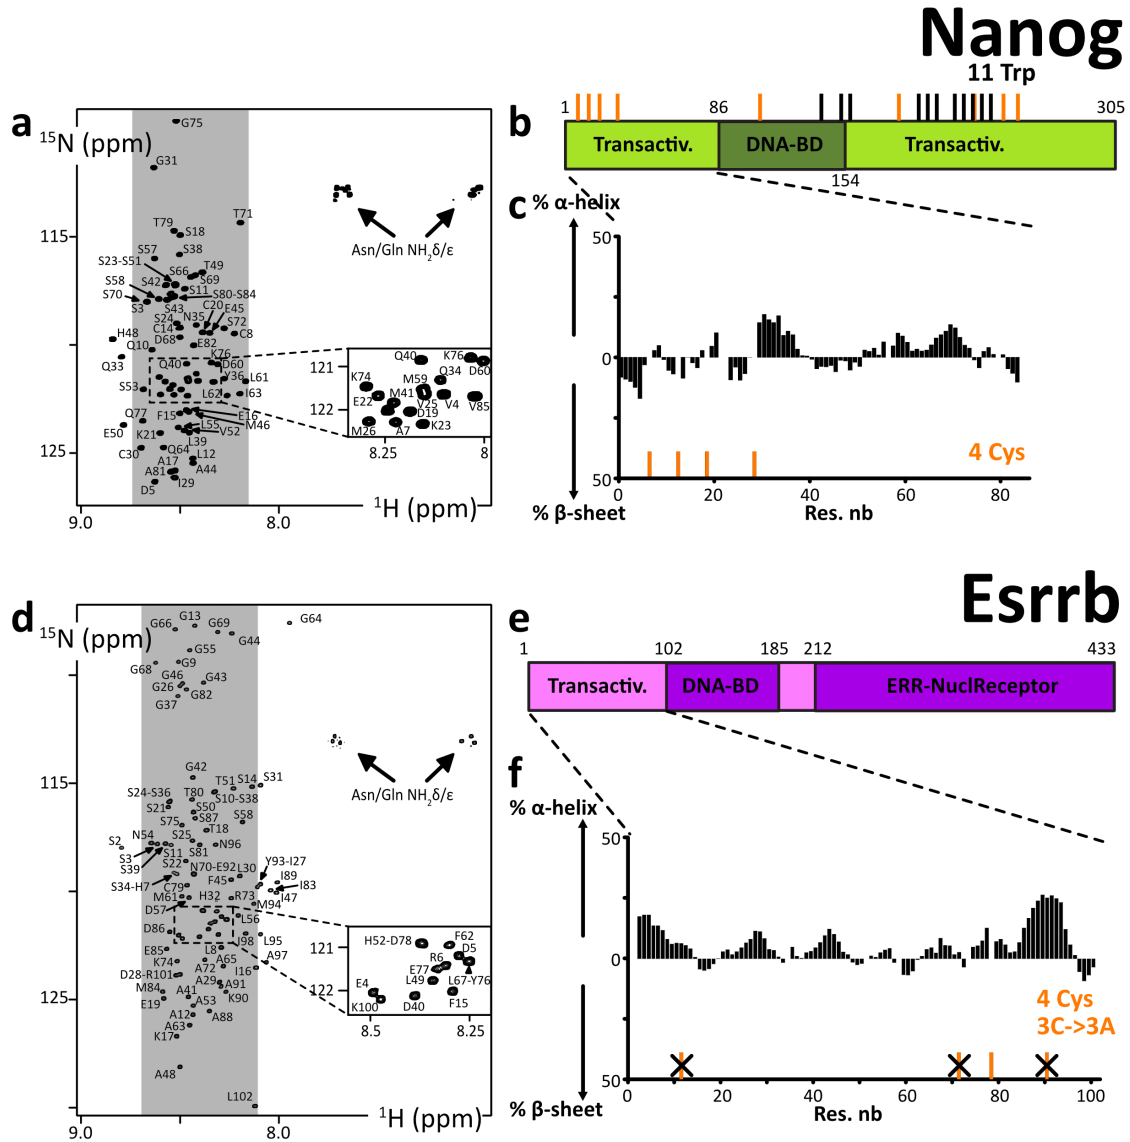 Nanog
11 Trp
a
15N (ppm)
G75
G31
T79
S18
T71
S57
S38
S23-S51
S66
T49
S58
S42
S69
S70
S11
S80-S84
S3
S43
C20
E45
S24
N35
S72
C14
C8
H48
D68
E82
Q10
K76
Q33
Q40
D60
Y36
L61
S53
L62
I63
Q77
F15
E16
E50
L55
M46
K21
V52
C30
Q64
L39
A17
L12
A81
A44
D5
I29
Asn/Gln NH2δ/ε
115
125
121
122
Q40
K76
K74
M59
Q34
D60
E22
M41
V25
V4
V85
D19
M26
A7
K23
8.25
8
1H (ppm)
9.0
8.0
b
1
86
305
Transactiv.
DNA-BD
Transactiv.
154
c
% α-helix
50
0
50
% β-sheet
4 Cys
0
20
40
60
80
Res. nb
Esrrb
d
15N (ppm)
G66
G13
G69
G64
G44
G55
G68
G9
G46
G43
G26
G82
G37
G42
S24-S36
T80
T51
S14
S31
S21
S50
S10-S38
S75
S87
S58
S2
N54
S25
T18
S3
S11
S81
N96
S39
S22
N70-E92
L30
Y93-I27
S34-H7
C79
F45
I89
M61
H32
R73
I83
I47
D57
M94
D86
L56
E85
L8
I98
L95
K74
A65
A97
D28-R101
A72
I16
M84
A29
A91
E19
A41
K90
A12
A53
A88
A63
K17
A48
L102
Asn/Gln NH2δ/ε
115
125
121
122
H52-D78
F62
R6
D5
E77
E4
L49
L67-Y76
K100
D40
F15
8.5
8.25
1H (ppm)
9.0
8.0
e
1
102
185
212
433
Transactiv.
DNA-BD
ERR-NuclReceptor
f
% α-helix
50
0
50
% β-sheet
4 Cys
3C->3A
0
20
40
60
80
100
Res. nb